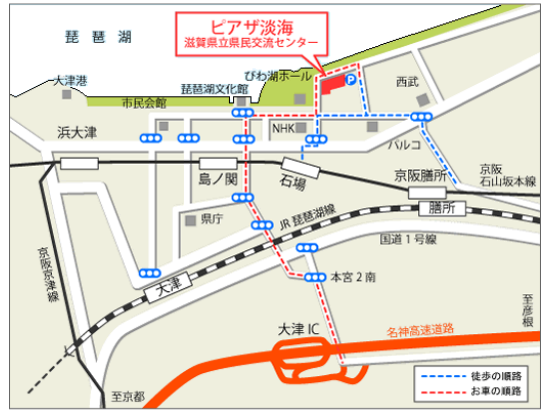 ピアザ淡海
滋賀県立県民交流センター
琵琶湖
大津港
琵琶湖文化館
びわ湖ホール
P
西武
市民会館
浜大津
NHK
パルコ
島ノ関
石場
京阪膳所
京阪
石山坂本線
膳所
県庁
JR琵琶湖線
国道1号線
京阪京津線
大津
本宮2南
至彦根
大津IC
名神高速道路
至京都
徒歩の順路
お車の順路